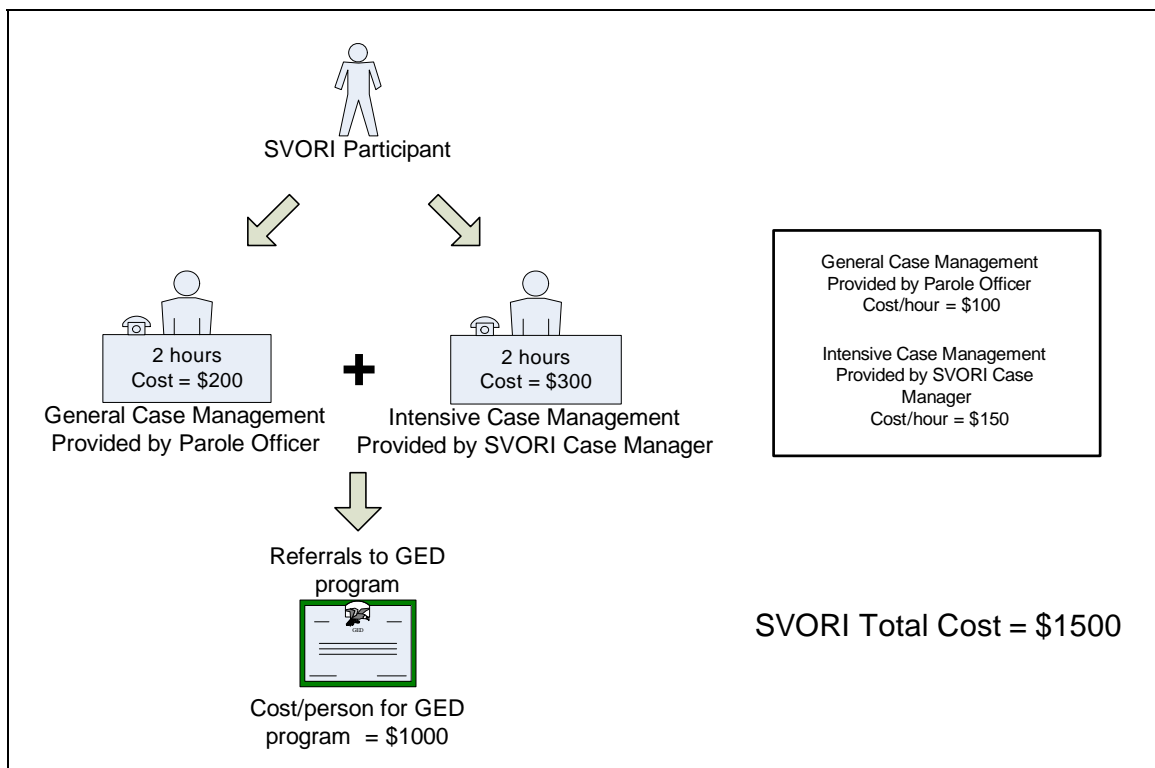 SVORI Participant
2 hours
Cost = $200
General Case Management
Provided by Parole Officer
2 hours
Cost = $300
Intensive Case Management
Provided by SVORI Case Manager
General Case Management
Provided by Parole Officer
Cost/hour = $100
Intensive Case Management
Provided by SVORI Case
Manager
Cost/hour = $150
Referrals to GED
program
GED
Cost/person for GED
program = $1000
SVORI Total Cost = $1500